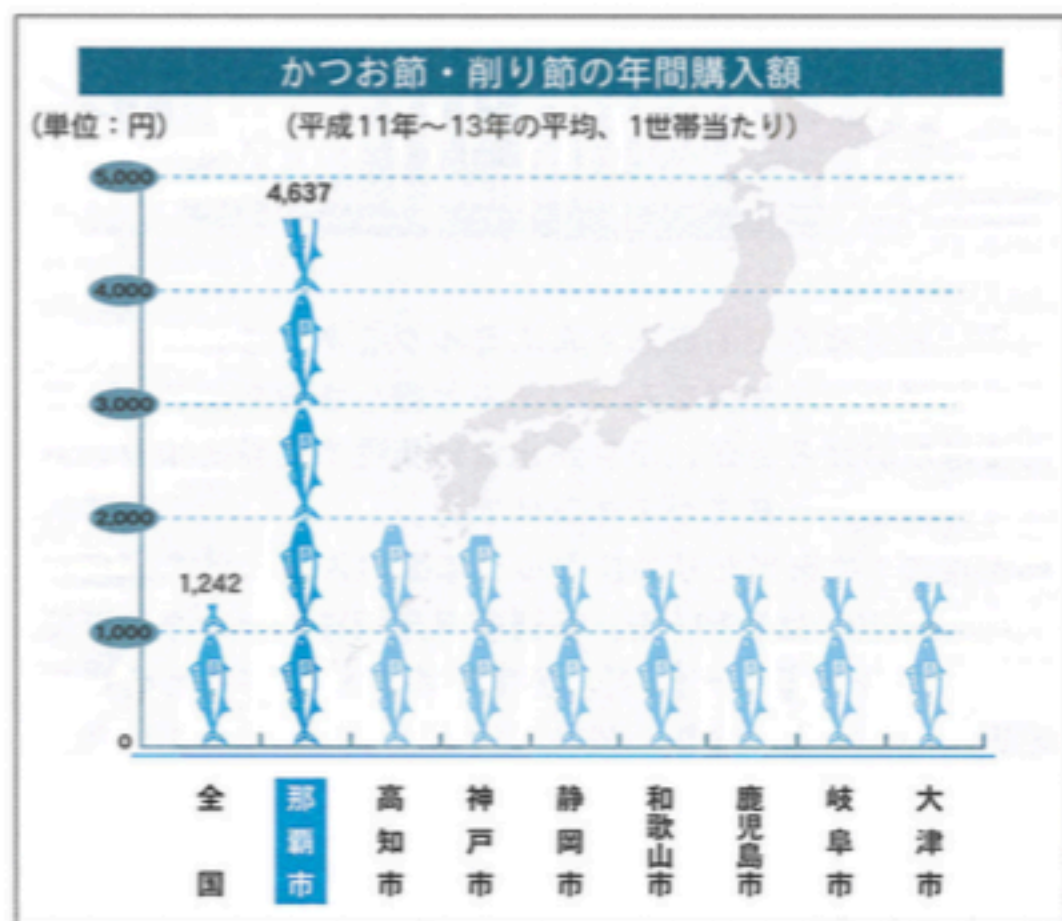 かつお節・削り節の年間購入額
（単位：円）
（平成11年〜13年の平均、1世帯当たり）
5,000
4,637
4,000
3,000
2,000
1,242
1,000
0
全国
那覇市
高知市
神戸市
静岡市
和歌山市
鹿児島市
岐阜市
大津市